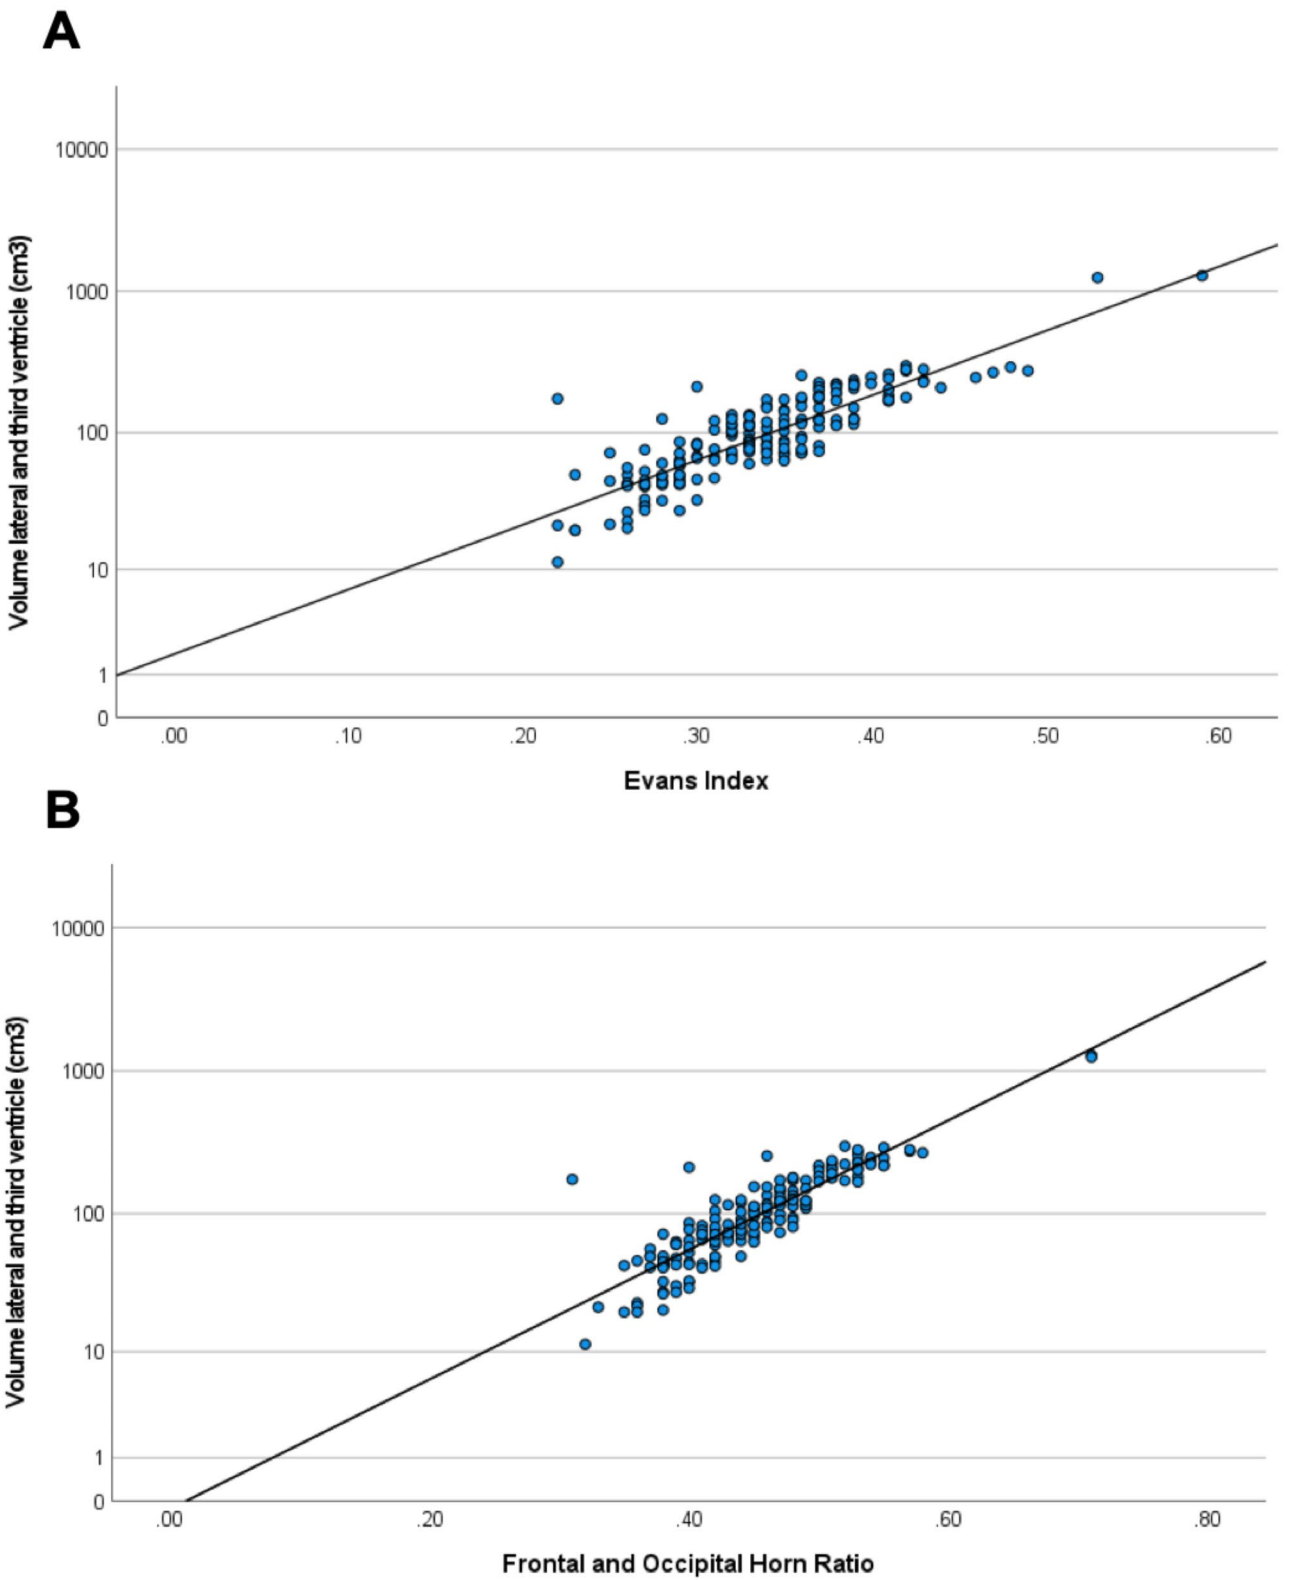 A
10000
1000
100
10
1
0
Volume lateral and third ventricle (cm3)
.00 .10 .20 .30 .40 .50 .60
Evans Index
B
10000
1000
100
10
1
0
Volume lateral and third ventricle (cm3)
.00 .20 .40 .60 .80
Frontal and Occipital Horn Ratio